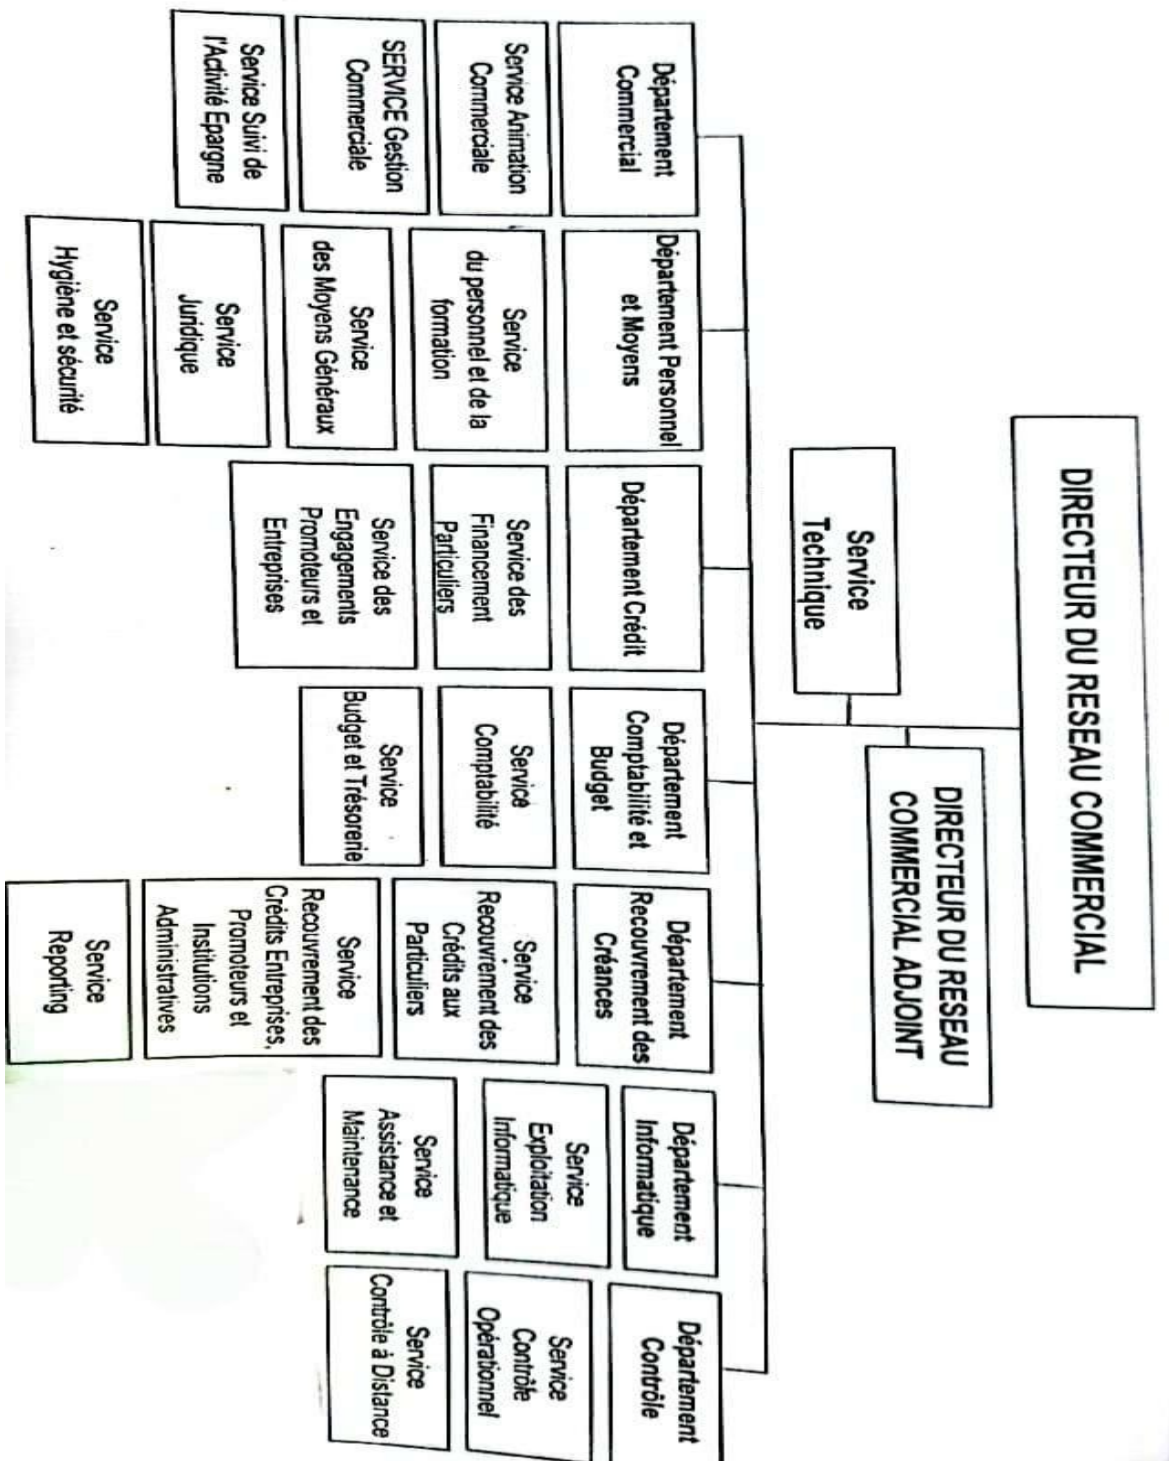 DIRECTEUR DU RESEAU COMMERCIAL
DIRECTEUR DU RESEAU
COMMERCIAL ADJOINT
Service
Technique
Département
Commercial
Service Animation
Commerciale
SERVICE Gestion
Commerciale
Service Suivi de
l'Activité Epargne
Département Personnel
et Moyens
Service
du personnel et de la
formation
Service
des Moyens Généraux
Service
Juridique
Service
Hygiène et sécurité
Département Crédit
Service des
Financement
Particuliers
Service des
Engagements
Promoteurs et
Entreprises
Département
Comptabilité et
Budget
Service
Comptabilité
Service
Budget et Trésorerie
Département
Recouvrement des
Créances
Service
Recouvrement des
Crédits aux
Particuliers
Service
Recouvrement des
Crédits Entreprises,
Promoteurs et
Institutions
Administratives
Service
Reporting
Département
Informatique
Service
Exploitation
Informatique
Service
Assistance et
Maintenance
Département
Contrôle
Service
Contrôle
Opérationnel
Service
Contrôle à Distance